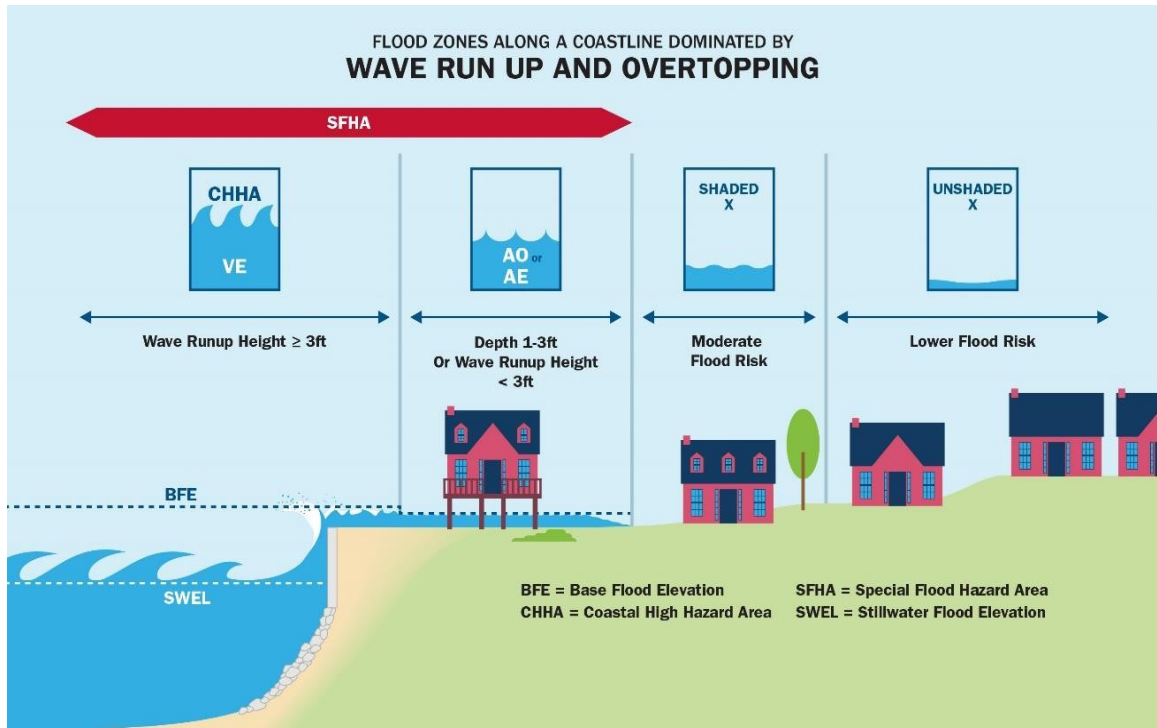 FLOOD ZONES ALONG A COASTLINE DOMINATED BY
WAVE RUN UP AND OVERTOPPING
SFHA
CHHA
VE
AO or
AE
SHADED
X
UNSHADED
X
Wave Runup Height ≥ 3ft
Depth 1-3ft
Or Wave Runup Height
< 3ft
Moderate
Flood Risk
Lower Flood Risk
BFE
SWEL
BFE = Base Flood Elevation
CHHA = Coastal High Hazard Area
SFHA = Special Flood Hazard Area
SWEL = Stillwater Flood Elevation